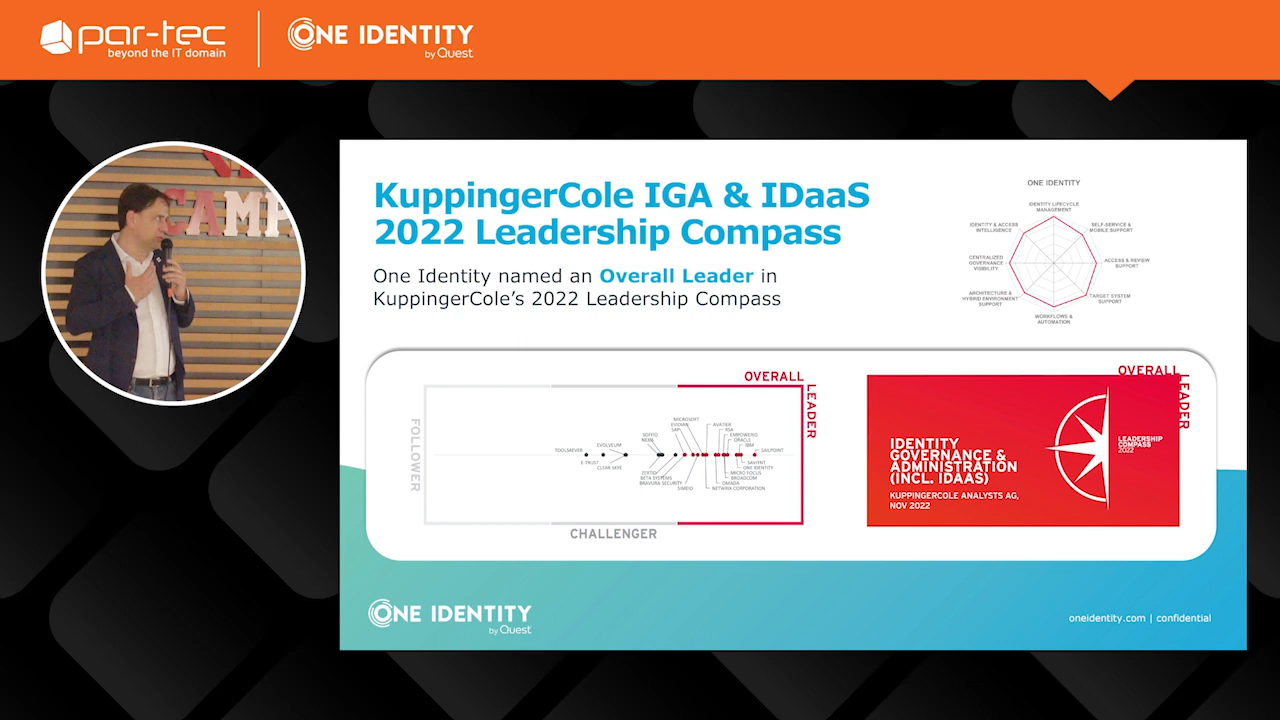 par-tec
beyond the IT domain
ONE IDENTITY
by Quest
CAMP
KuppingerCole IGA & IDaaS
2022 Leadership Compass
One Identity named an Overall Leader in
KuppingerCole's 2022 Leadership Compass
ONE IDENTITY
IDENTITY LIFECYCLE
MANAGEMENT
SELF-SERVICE &
MOBILE SUPPORT
ACCESS & REVIEW
SUPPORT
TARGET SYSTEM
SUPPORT
WORKFLOWS &
AUTOMATION
ARCHITECTURE &
HYBRID ENVIRONMENT
SUPPORT
CENTRALIZED
GOVERNANCE
VISIBILITY
IDENTITY & ACCESS
INTELLIGENCE
OVERALL
LEADER
FOLLOWER
CHALLENGER
TOOLSREVER
E-TRUST
EVOLVEUM
CLEAR SKYE
SOFFID
NEXIS
ZERTID
BETA SYSTEMS
BRAVURA SECURITY
MICROSOFT
EVIDIAN
SAP
SIMEIO
AVATIER
RSA
EMPOWERID
ORACLE
IBM
SAILPOINT
SAVIYNT
ONE IDENTITY
MICRO FOCUS
BROADCOM
OMADA
NETWRIX CORPORATION
OVERALL
LEADER
IDENTITY
GOVERNANCE &
ADMINISTRATION
(INCL. IDAAS)
KUPPINGERCOLE ANALYSTS AG,
NOV 2022
LEADERSHIP
COMPASS
2022
ONE IDENTITY
by Quest
oneidentity.com | confidential